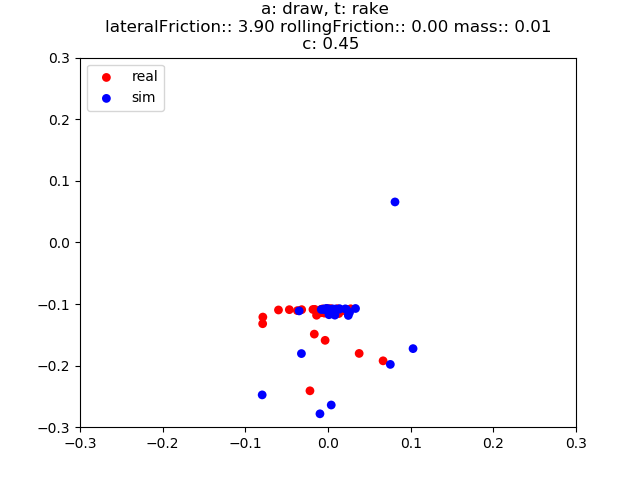 a: draw, t: rake
lateralFriction:: 3.90 rollingFriction:: 0.00 mass:: 0.01
c: 0.45
real
sim
0.3
0.2
0.1
0.0
−0.1
−0.2
−0.3
−0.3
−0.2
−0.1
0.0
0.1
0.2
0.3